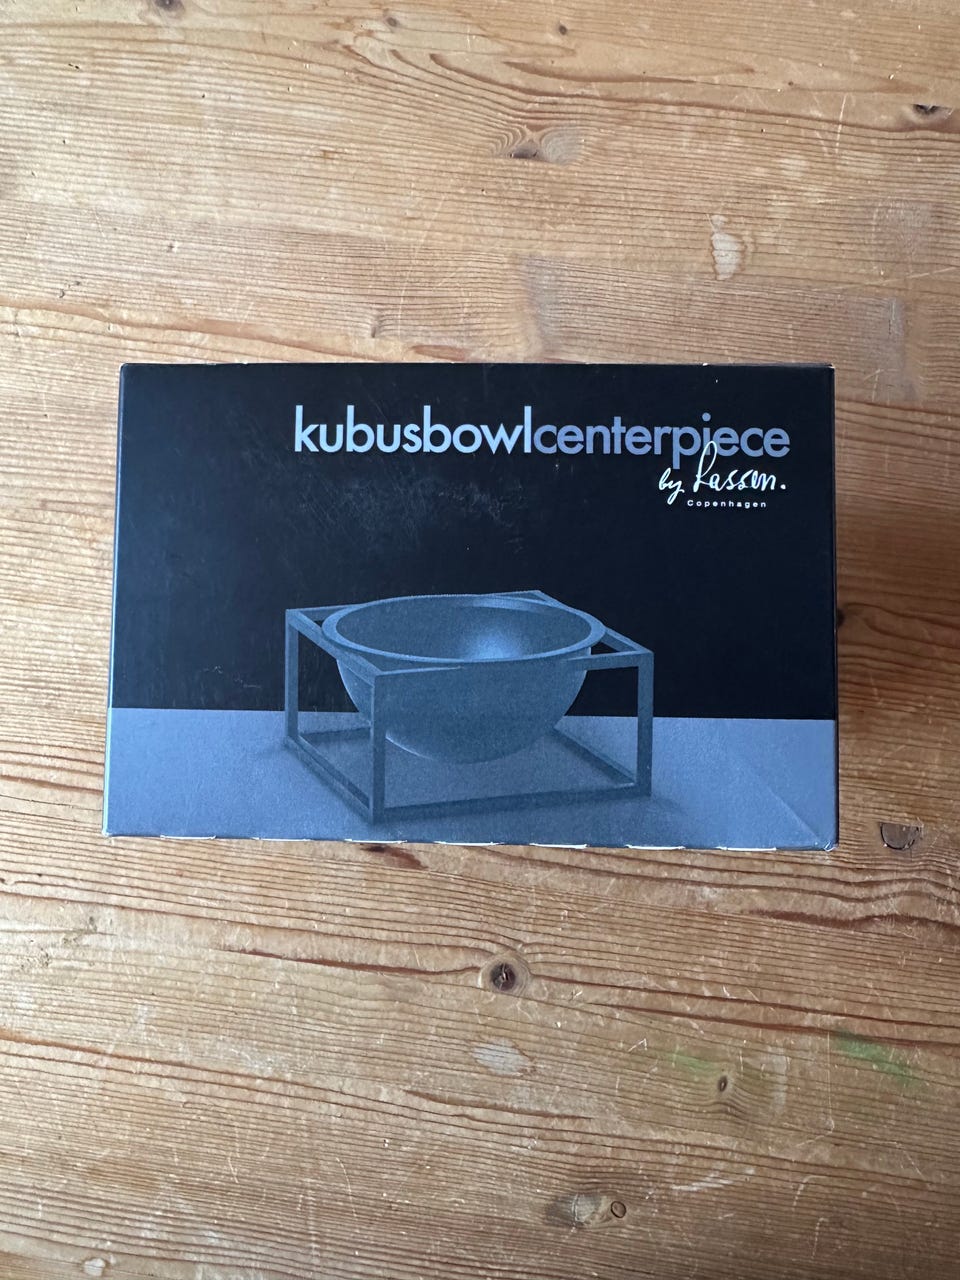 kubusbowlcenterpiece
by Lassen.
Copenhagen